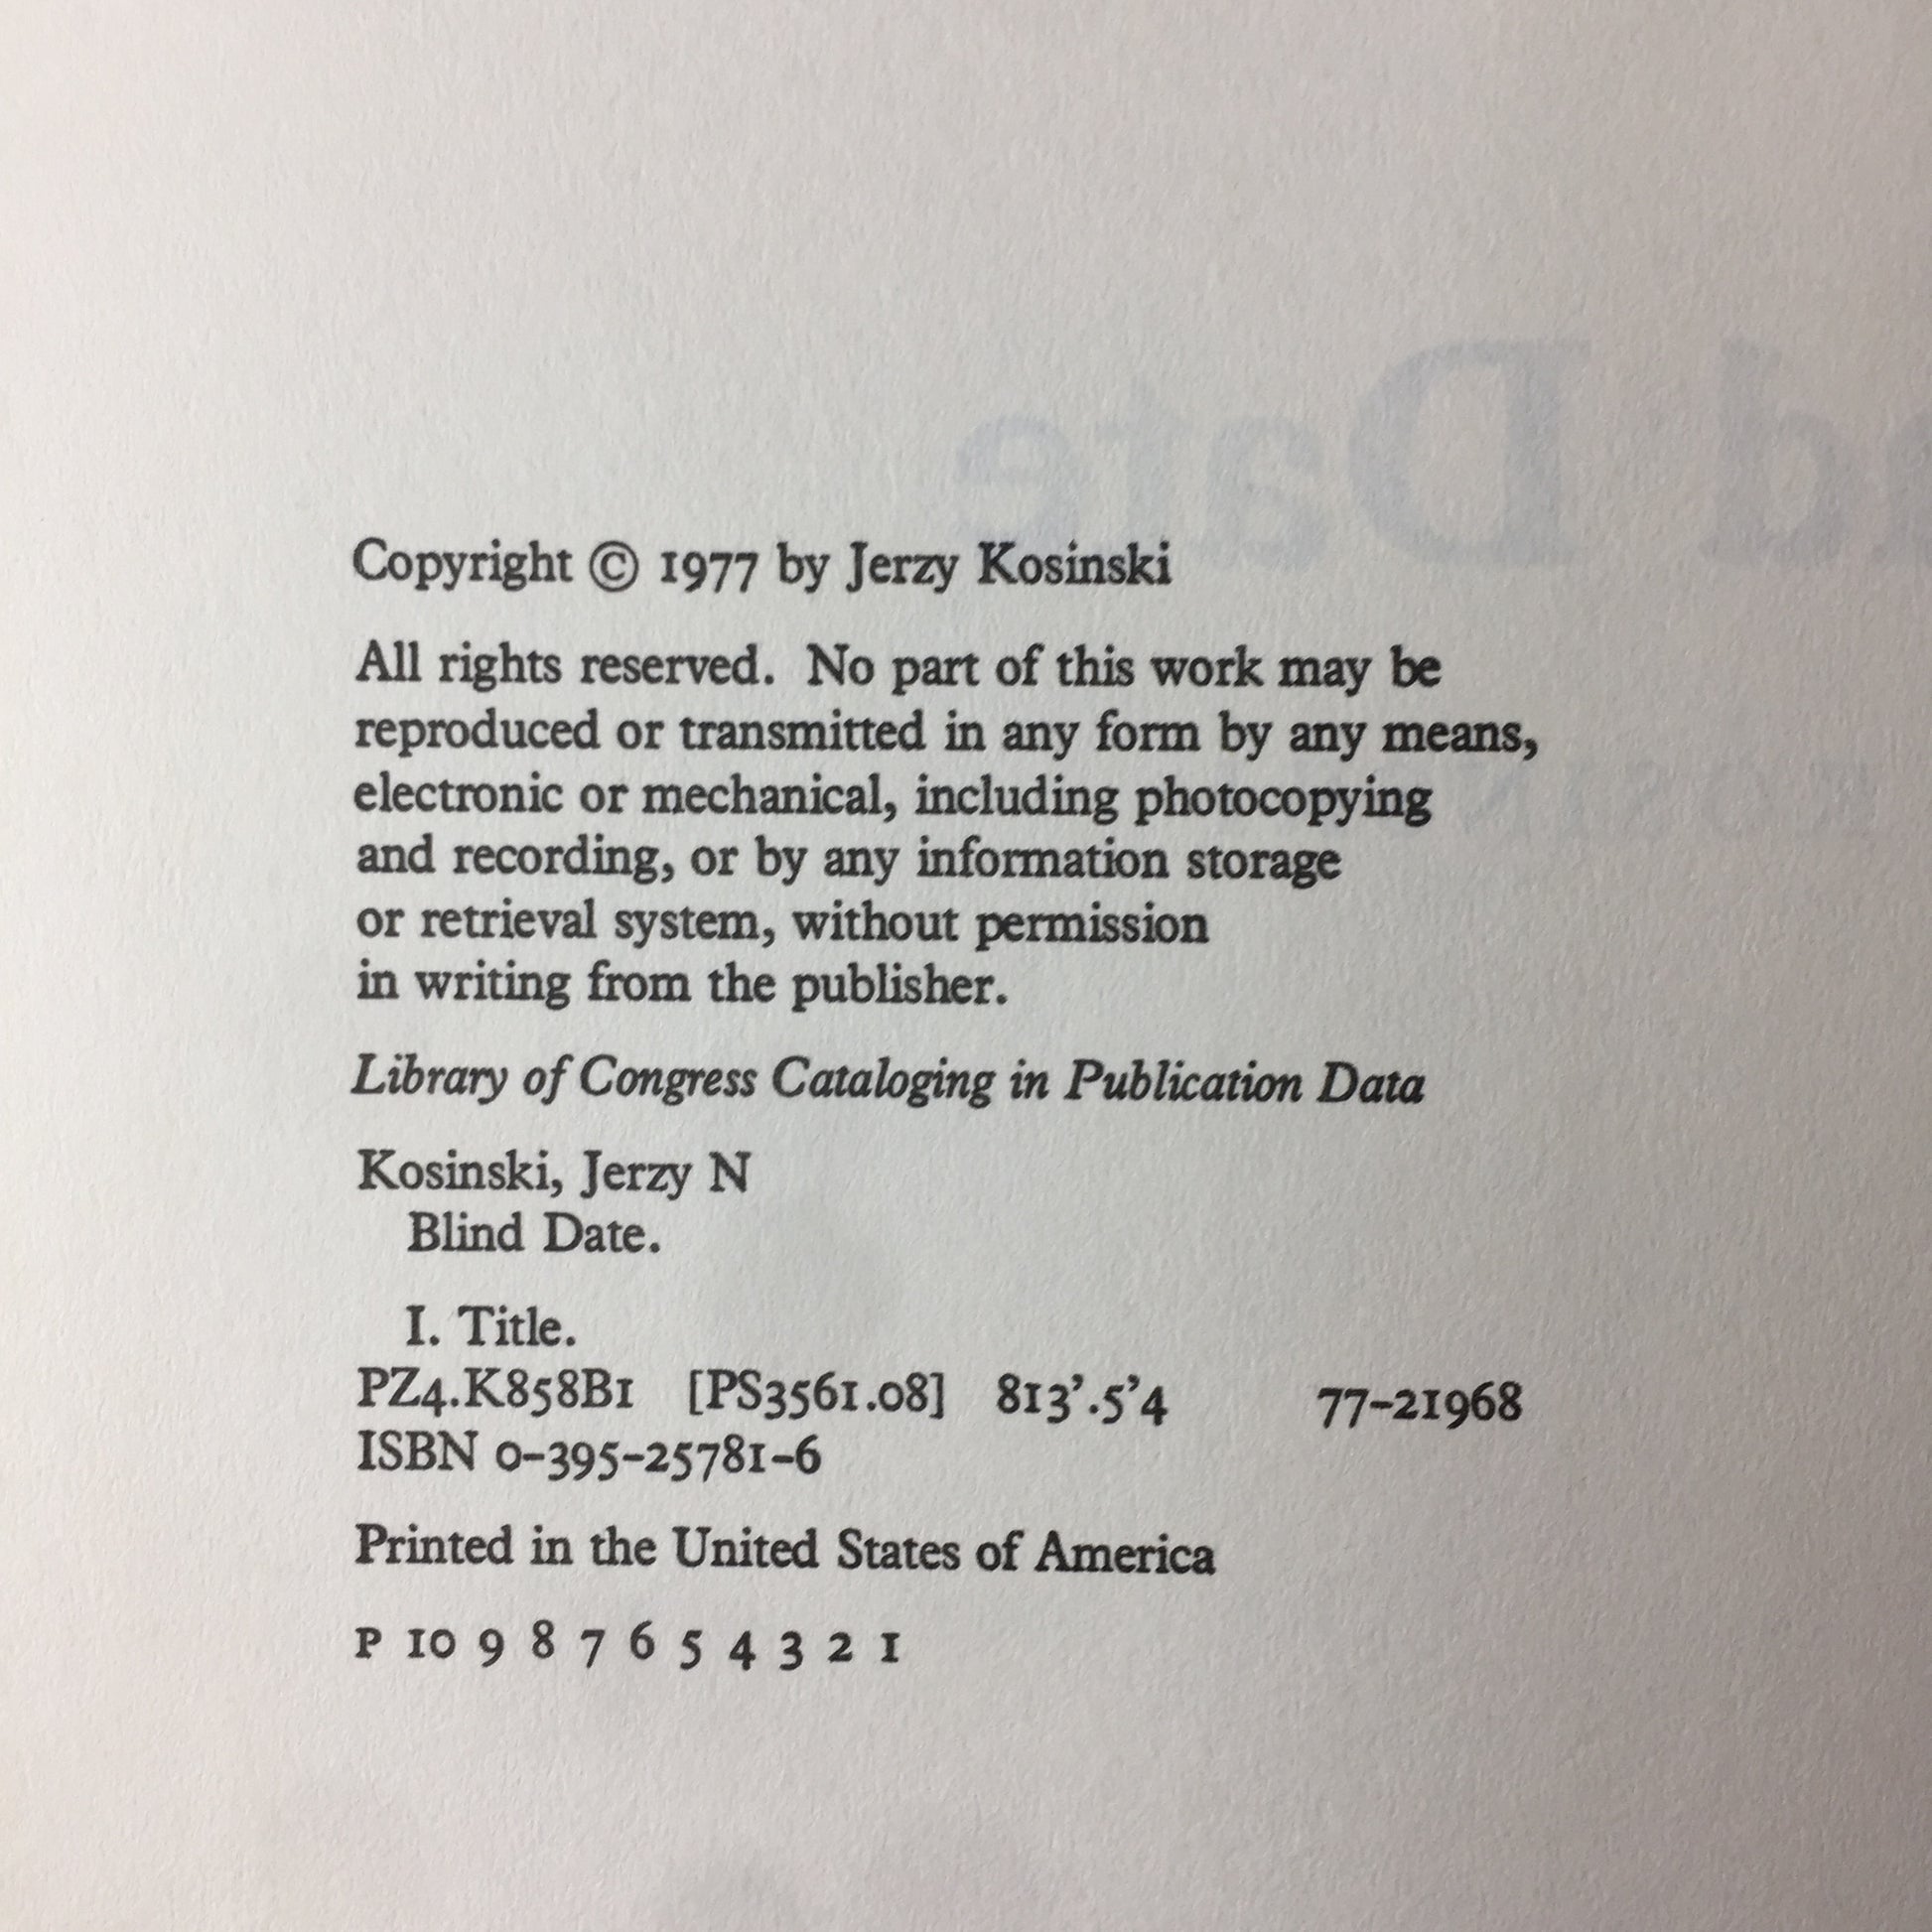 Copyright © 1977 by Jerzy Kosinski
All rights reserved. No part of this work may be
reproduced or transmitted in any form by any means,
electronic or mechanical, including photocopying
and recording, or by any information storage
or retrieval system, without permission
in writing from the publisher.
Library of Congress Cataloging in Publication Data
Kosinski, Jerzy N
Blind Date.
I. Title.
PZ4.K858B1 [PS3561.08] 813'.5'4 77-21968
ISBN 0-395-25781-6
Printed in the United States of America
P 10 9 8 7 6 5 4 3 2 1